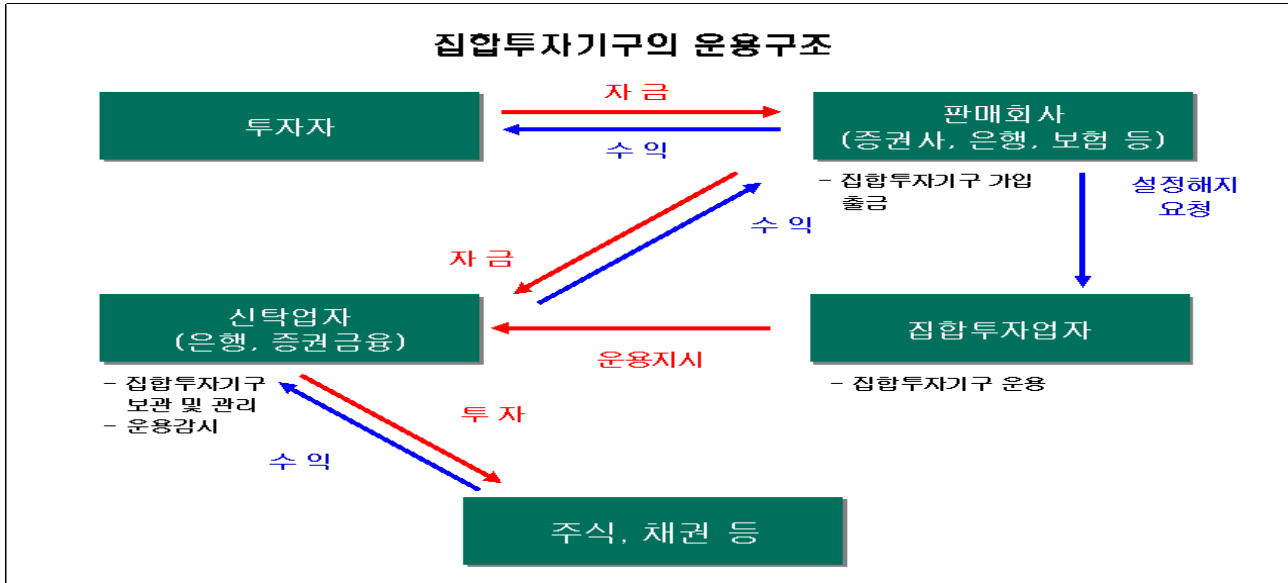 집합투자기구의 운용구조
투자자
자 금
수 익
판매회사
(증권사, 은행, 보험 등)
- 집합투자기구 가입
출금
설정해지
요청
수 익
자 금
신탁업자
(은행, 증권금융)
- 집합투자기구
보관 및 관리
- 운용감시
운용지시
집합투자업자
- 집합투자기구 운용
투 자
수 익
주식, 채권 등